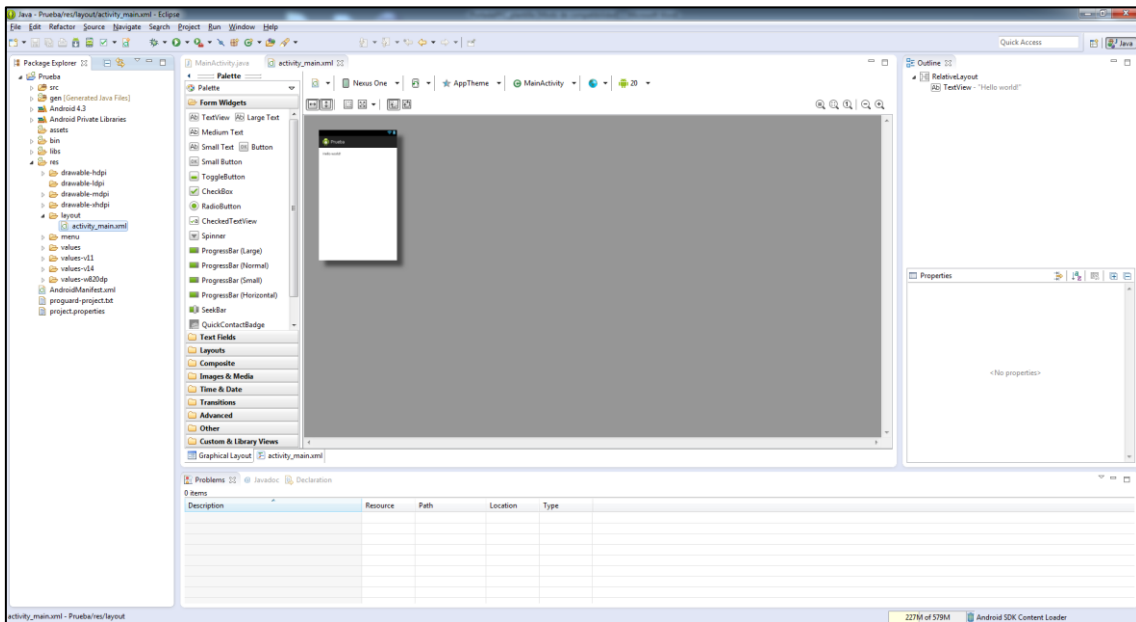 Java - Prueba/res/layout/activity_main.xml - Eclipse
File Edit Refactor Source Navigate Search Project Run Window Help
Quick Access
Java
Package Explorer
Prueba
src
gen [Generated Java Files]
Android 4.3
Android Private Libraries
assets
bin
libs
res
drawable-hdpi
drawable-ldpi
drawable-mdpi
drawable-xhdpi
layout
activity_main.xml
menu
values
values-v11
values-v14
values-w820dp
AndroidManifest.xml
proguard-project.txt
project.properties
MainActivity.java
activity_main.xml
Palette
Palette
Form Widgets
Ab TextView Ab Large Text
Ab Medium Text
Ab Small Text Button
Small Button
ToggleButton
CheckBox
RadioButton
CheckedTextView
Spinner
ProgressBar (Large)
ProgressBar (Normal)
ProgressBar (Small)
ProgressBar (Horizontal)
SeekBar
QuickContactBadge
Text Fields
Layouts
Composite
Images & Media
Time & Date
Transitions
Advanced
Other
Custom & Library Views
Graphical Layout activity_main.xml
Nexus One AppTheme MainActivity 20
Prueba
Hello world!
Outline
RelativeLayout
Ab TextView - "Hello world!"
Properties
<No properties>
Problems Javadoc Declaration
0 items
Description Resource Path Location Type
activity_main.xml - Prueba/res/layout
227M of 579M
Android SDK Content Loader